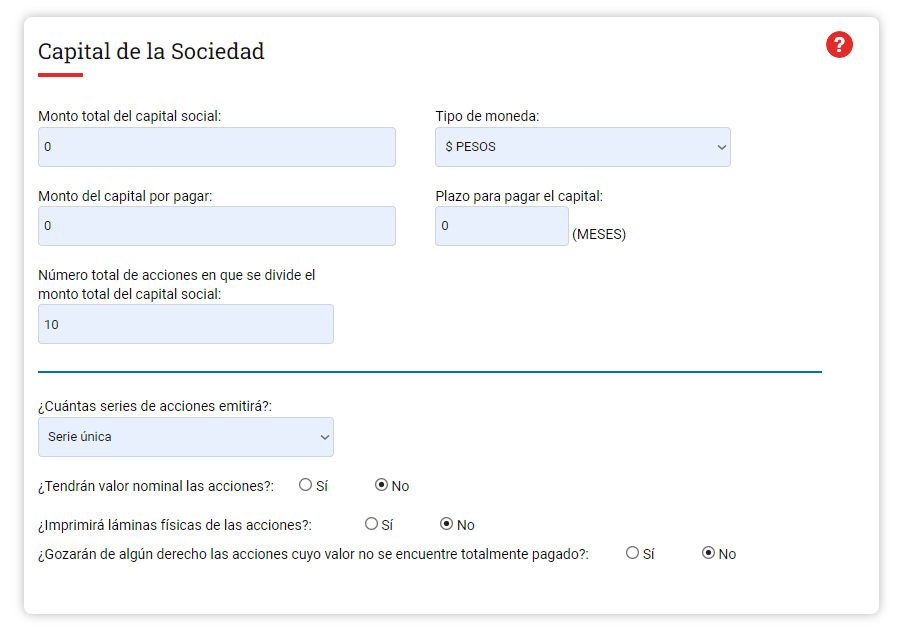 Capital de la Sociedad
?
Monto total del capital social:
Tipo de moneda:
0
$ PESOS
Monto del capital por pagar:
Plazo para pagar el capital:
0
0
(MESES)
Número total de acciones en que se divide el
monto total del capital social:
10
¿Cuántas series de acciones emitirá?:
Serie única
¿Tendrán valor nominal las acciones?: Sí No
¿Imprimirá láminas físicas de las acciones?: Sí No
¿Gozarán de algún derecho las acciones cuyo valor no se encuentre totalmente pagado?: Sí No